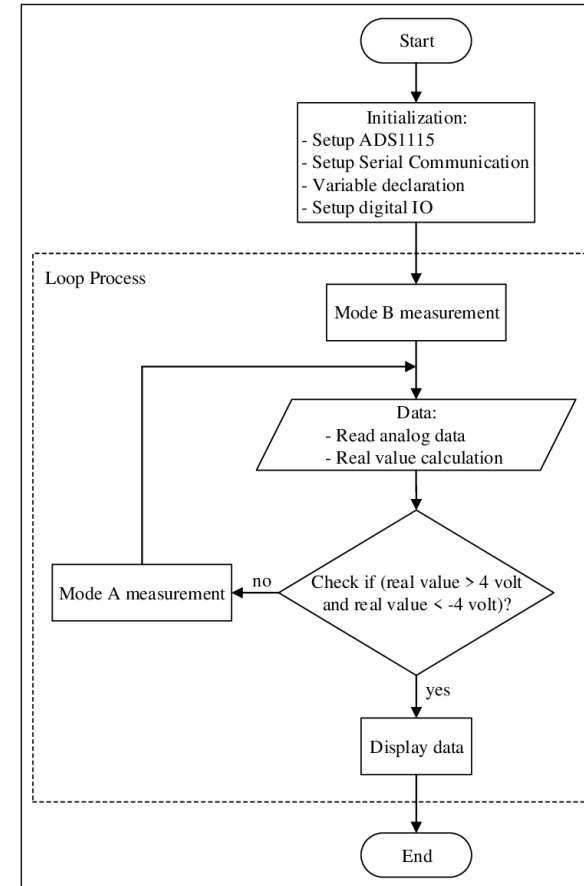 Start
Initialization:
- Setup ADS1115
- Setup Serial Communication
- Variable declaration
- Setup digital IO
Loop Process
Mode B measurement
Data:
- Read analog data
- Real value calculation
Check if (real value > 4 volt
and real value < -4 volt)?
no
Mode A measurement
yes
Display data
End